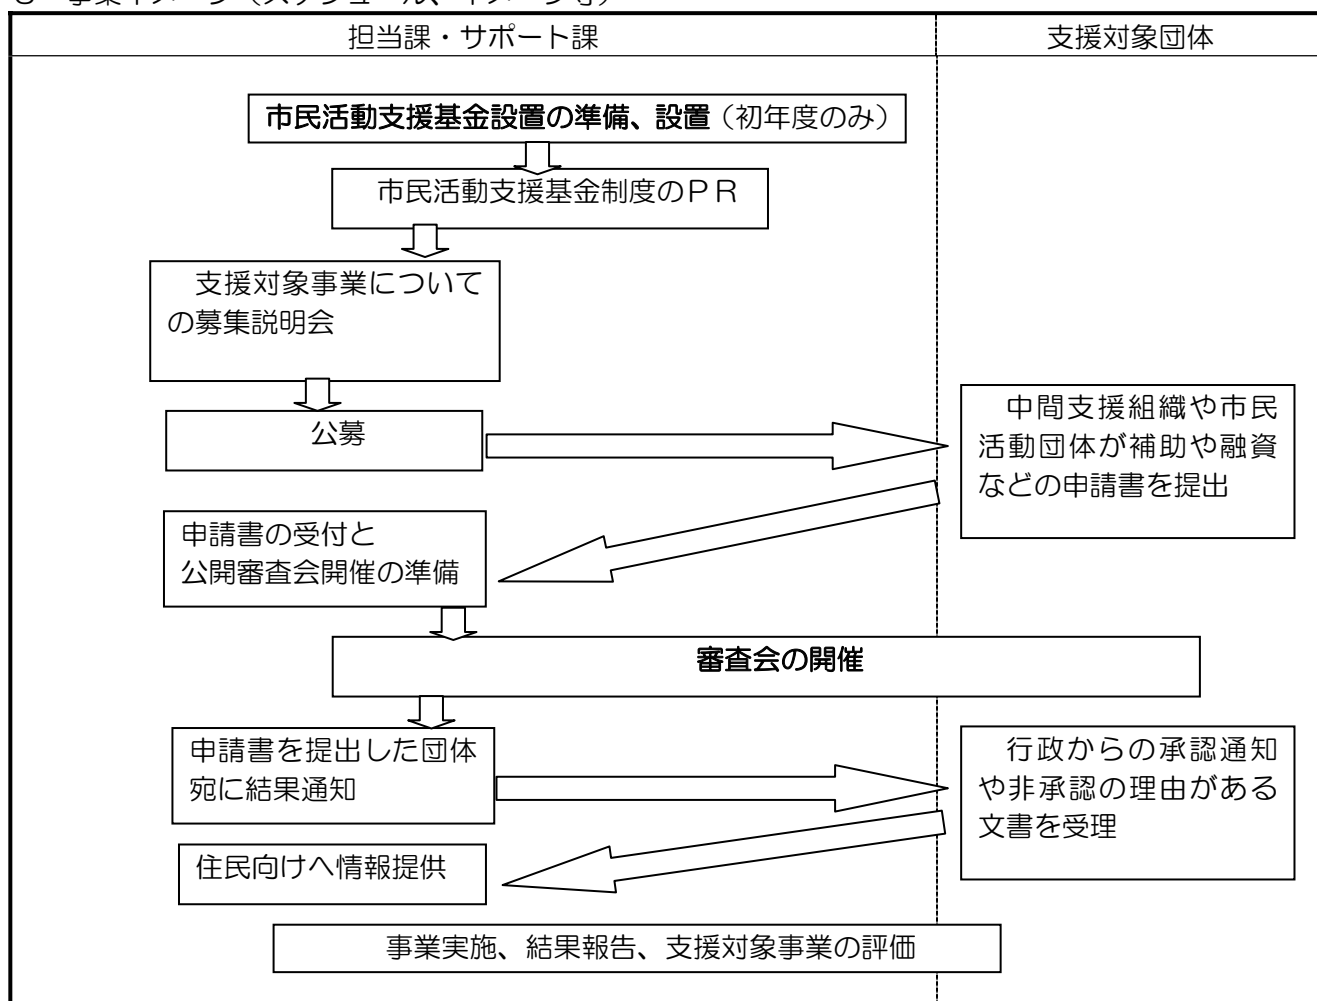 担当課・サポート課
支援対象団体
市民活動支援基金設置の準備、設置（初年度のみ）
市民活動支援基金制度のＰＲ
支援対象事業について
の募集説明会
公募
中間支援組織や市民
活動団体が補助や融資
などの申請書を提出
申請書の受付と
公開審査会開催の準備
審査会の開催
申請書を提出した団体
宛に結果通知
行政からの承認通知
や非承認の理由がある
文書を受理
住民向けへ情報提供
事業実施、結果報告、支援対象事業の評価